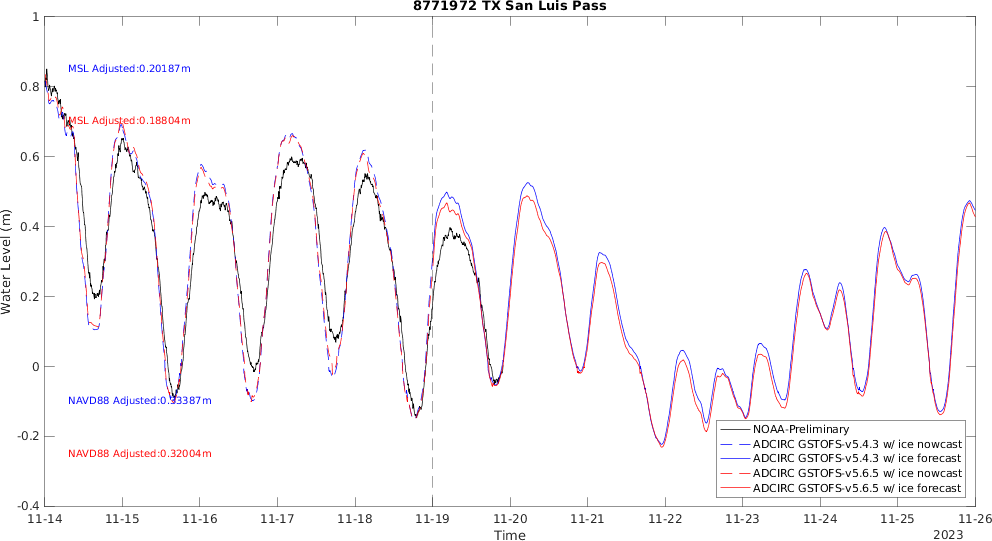 8771972 TX San Luis Pass
Water Level (m)
1
0.8
0.6
0.4
0.2
0
-0.2
-0.4
MSL Adjusted:0.20187m
MSL Adjusted:0.18804m
NAVD88 Adjusted:0.33387m
NAVD88 Adjusted:0.32004m
NOAA-Preliminary
ADCIRC GSTOFS-v5.4.3 w/ ice nowcast
ADCIRC GSTOFS-v5.4.3 w/ ice forecast
ADCIRC GSTOFS-v5.6.5 w/ ice nowcast
ADCIRC GSTOFS-v5.6.5 w/ ice forecast
11-14 11-15 11-16 11-17 11-18 11-19 11-20 11-21 11-22 11-23 11-24 11-25 11-26
Time
2023